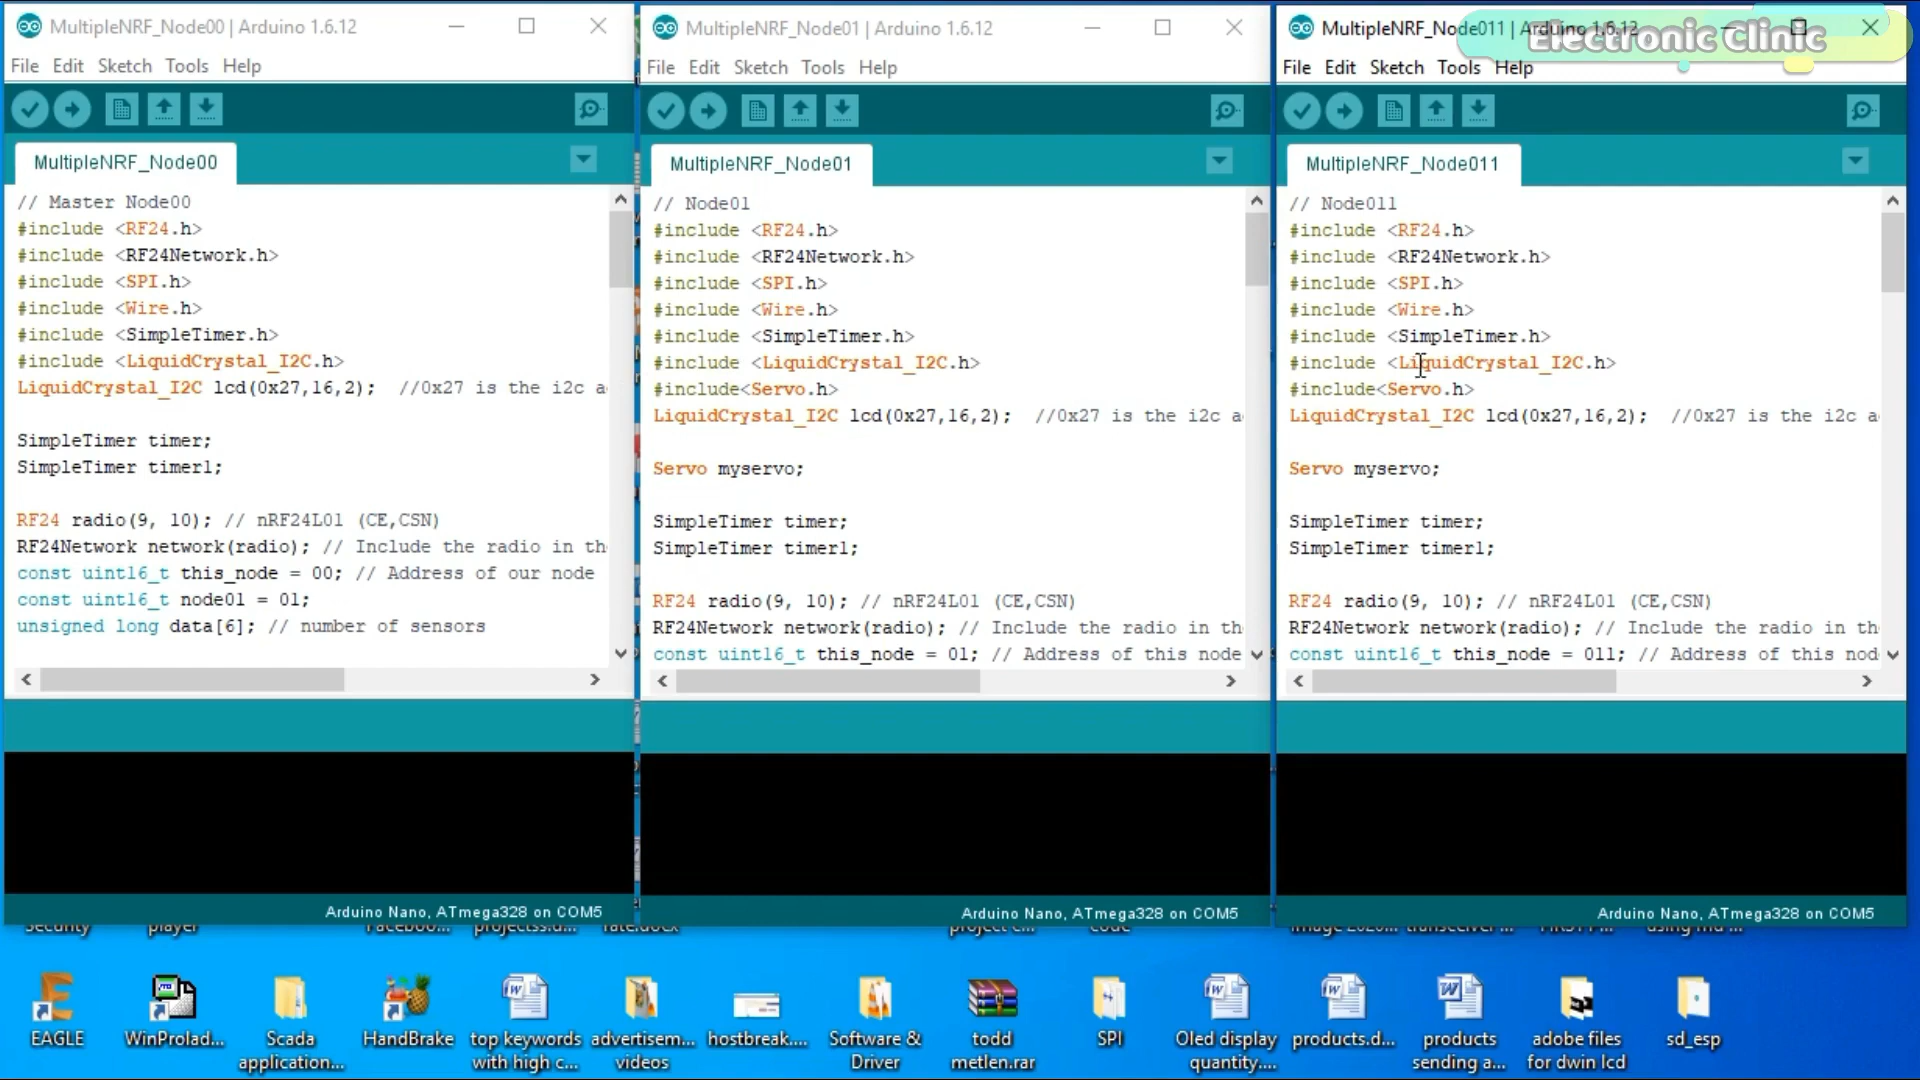 MultipleNRF_Node00 | Arduino 1.6.12
File Edit Sketch Tools Help
MultipleNRF_Node00
// Master Node00
#include <RF24.h>
#include <RF24Network.h>
#include <SPI.h>
#include <Wire.h>
#include <SimpleTimer.h>
#include <LiquidCrystal_I2C.h>
LiquidCrystal_I2C lcd(0x27,16,2);  //0x27 is the i2c a
SimpleTimer timer;
SimpleTimer timer1;
RF24 radio(9, 10); // nRF24L01 (CE,CSN)
RF24Network network(radio); // Include the radio in th
const uint16_t this_node = 00; // Address of our node
const uint16_t node01 = 01;
unsigned long data[6]; // number of sensors
Arduino Nano, ATmega328 on COM5
MultipleNRF_Node01 | Arduino 1.6.12
File Edit Sketch Tools Help
MultipleNRF_Node01
// Node01
#include <RF24.h>
#include <RF24Network.h>
#include <SPI.h>
#include <Wire.h>
#include <SimpleTimer.h>
#include <LiquidCrystal_I2C.h>
#include<Servo.h>
LiquidCrystal_I2C lcd(0x27,16,2);  //0x27 is the i2c a
Servo myservo;
SimpleTimer timer;
SimpleTimer timer1;
RF24 radio(9, 10); // nRF24L01 (CE,CSN)
RF24Network network(radio); // Include the radio in th
const uint16_t this_node = 01; // Address of this node
Arduino Nano, ATmega328 on COM5
MultipleNRF_Node011 | Arduino 1.6.12
Electronic Clinic
File Edit Sketch Tools Help
MultipleNRF_Node011
// Node011
#include <RF24.h>
#include <RF24Network.h>
#include <SPI.h>
#include <Wire.h>
#include <SimpleTimer.h>
#include <LiquidCrystal_I2C.h>
#include<Servo.h>
LiquidCrystal_I2C lcd(0x27,16,2);  //0x27 is the i2c a
Servo myservo;
SimpleTimer timer;
SimpleTimer timer1;
RF24 radio(9, 10); // nRF24L01 (CE,CSN)
RF24Network network(radio); // Include the radio in th
const uint16_t this_node = 011; // Address of this nod
Arduino Nano, ATmega328 on COM5
EAGLE
WinProlad...
Scada
application...
HandBrake
top keywords
with high c...
advertisem...
videos
hostbreak....
Software &
Driver
todd
metlen.rar
SPI
Oled display
quantity....
products.d...
products
sending a...
adobe files
for dwin lcd
sd_esp